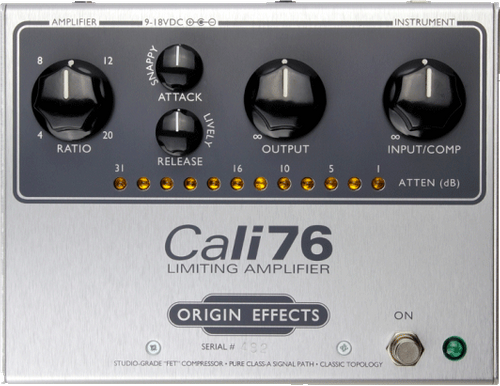 AMPLIFIER 9-18VDC INSTRUMENT
8 12 SNAPPY
4 20 ATTACK
LIVELY
∞ ∞
RATIO RELEASE OUTPUT INPUT/COMP
31 16 10 5 1
ATTEN (dB)
Cali76
LIMITING AMPLIFIER
ORIGIN EFFECTS
ON
SERIAL #
STUDIO-GRADE "FET" COMPRESSOR • PURE CLASS-A SIGNAL PATH • CLASSIC TOPOLOGY